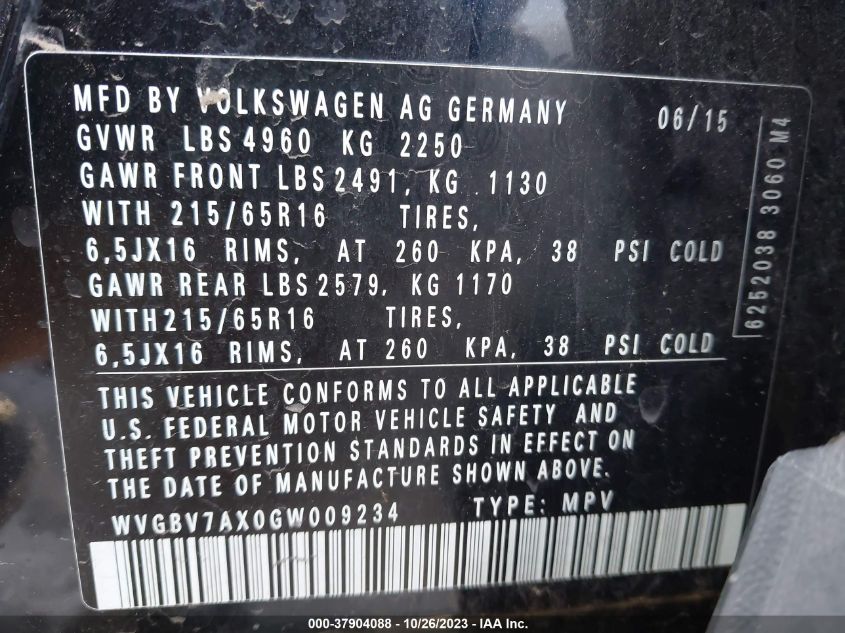 MFD BY VOLKSWAGEN AG GERMANY 06/15
GVWR LBS 4960 KG 2250
GAWR FRONT LBS 2491, KG 1130
WITH 215/65R16 TIRES,
6,5JX16 RIMS, AT 260 KPA, 38 PSI COLD
GAWR REAR LBS 2579, KG 1170
WITH 215/65R16 TIRES,
6,5JX16 RIMS, AT 260 KPA, 38 PSI COLD
THIS VEHICLE CONFORMS TO ALL APPLICABLE
U.S. FEDERAL MOTOR VEHICLE SAFETY AND
THEFT PREVENTION STANDARDS IN EFFECT ON
THE DATE OF MANUFACTURE SHOWN ABOVE.
WVGBV7AX0GW009234 TYPE: MPV
6252038 3060 M4
000-37904088 - 10/26/2023 - IAA Inc.